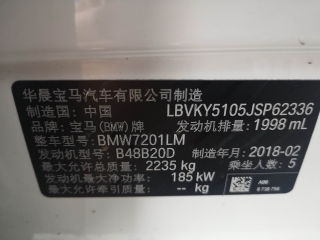 华晨宝马汽车有限公司制造
制造国：中国 LBVKY5105JSP62336
品牌：宝马(BMW) 发动机排量：1998 mL
整车型号：BMW7201LM
发动机型号：B48B20D 制造年月：2018-02
最大允许总质量：2235 kg 乘坐人数：5
发动机最大净功率：185 kW
最大允许牵引质量：-- kg